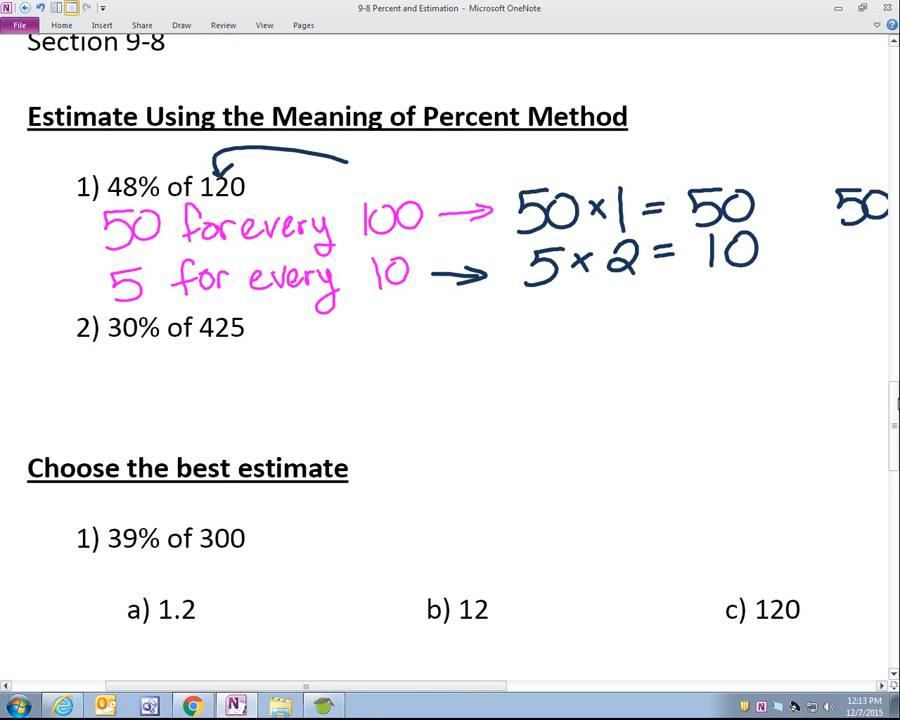 9-8 Percent and Estimation - Microsoft OneNote
File Home Insert Share Draw Review View Pages
Section 9-8
Estimate Using the Meaning of Percent Method
1) 48% of 120
50 for every 100 → 50 × 1 = 50 50
5 for every 10 → 5 × 2 = 10
2) 30% of 425
Choose the best estimate
1) 39% of 300
a) 1.2 b) 12 c) 120
12:13 PM
12/7/2015